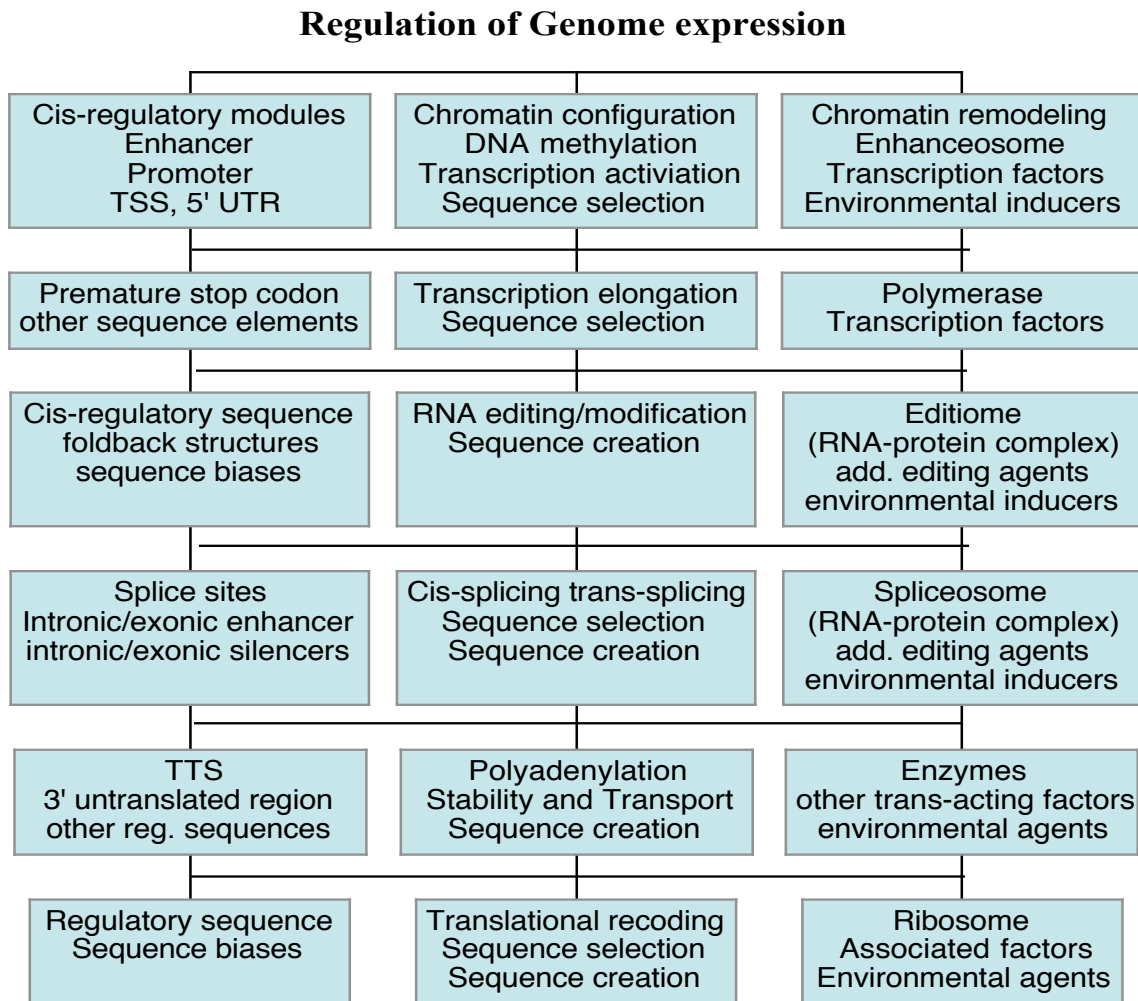 Regulation of Genome expression
Cis-regulatory modules
Enhancer
Promoter
TSS, 5' UTR
Chromatin configuration
DNA methylation
Transcription activiation
Sequence selection
Chromatin remodeling
Enhanceosome
Transcription factors
Environmental inducers
Premature stop codon
other sequence elements
Transcription elongation
Sequence selection
Polymerase
Transcription factors
Cis-regulatory sequence
foldback structures
sequence biases
RNA editing/modification
Sequence creation
Editiome
(RNA-protein complex)
add. editing agents
environmental inducers
Splice sites
Intronic/exonic enhancer
intronic/exonic silencers
Cis-splicing trans-splicing
Sequence selection
Sequence creation
Spliceosome
(RNA-protein complex)
add. editing agents
environmental inducers
TTS
3' untranslated region
other reg. sequences
Polyadenylation
Stability and Transport
Sequence creation
Enzymes
other trans-acting factors
environmental agents
Regulatory sequence
Sequence biases
Translational recoding
Sequence selection
Sequence creation
Ribosome
Associated factors
Environmental agents